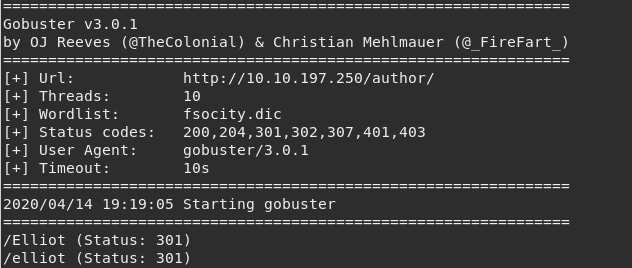 ===============================================================
Gobuster v3.0.1
by OJ Reeves (@TheColonial) & Christian Mehlmauer (@_FireFart_)
===============================================================
[+] Url:            http://10.10.197.250/author/
[+] Threads:        10
[+] Wordlist:       fsocity.dic
[+] Status codes:   200,204,301,302,307,401,403
[+] User Agent:     gobuster/3.0.1
[+] Timeout:        10s
===============================================================
2020/04/14 19:19:05 Starting gobuster
===============================================================
/Elliot (Status: 301)
/elliot (Status: 301)